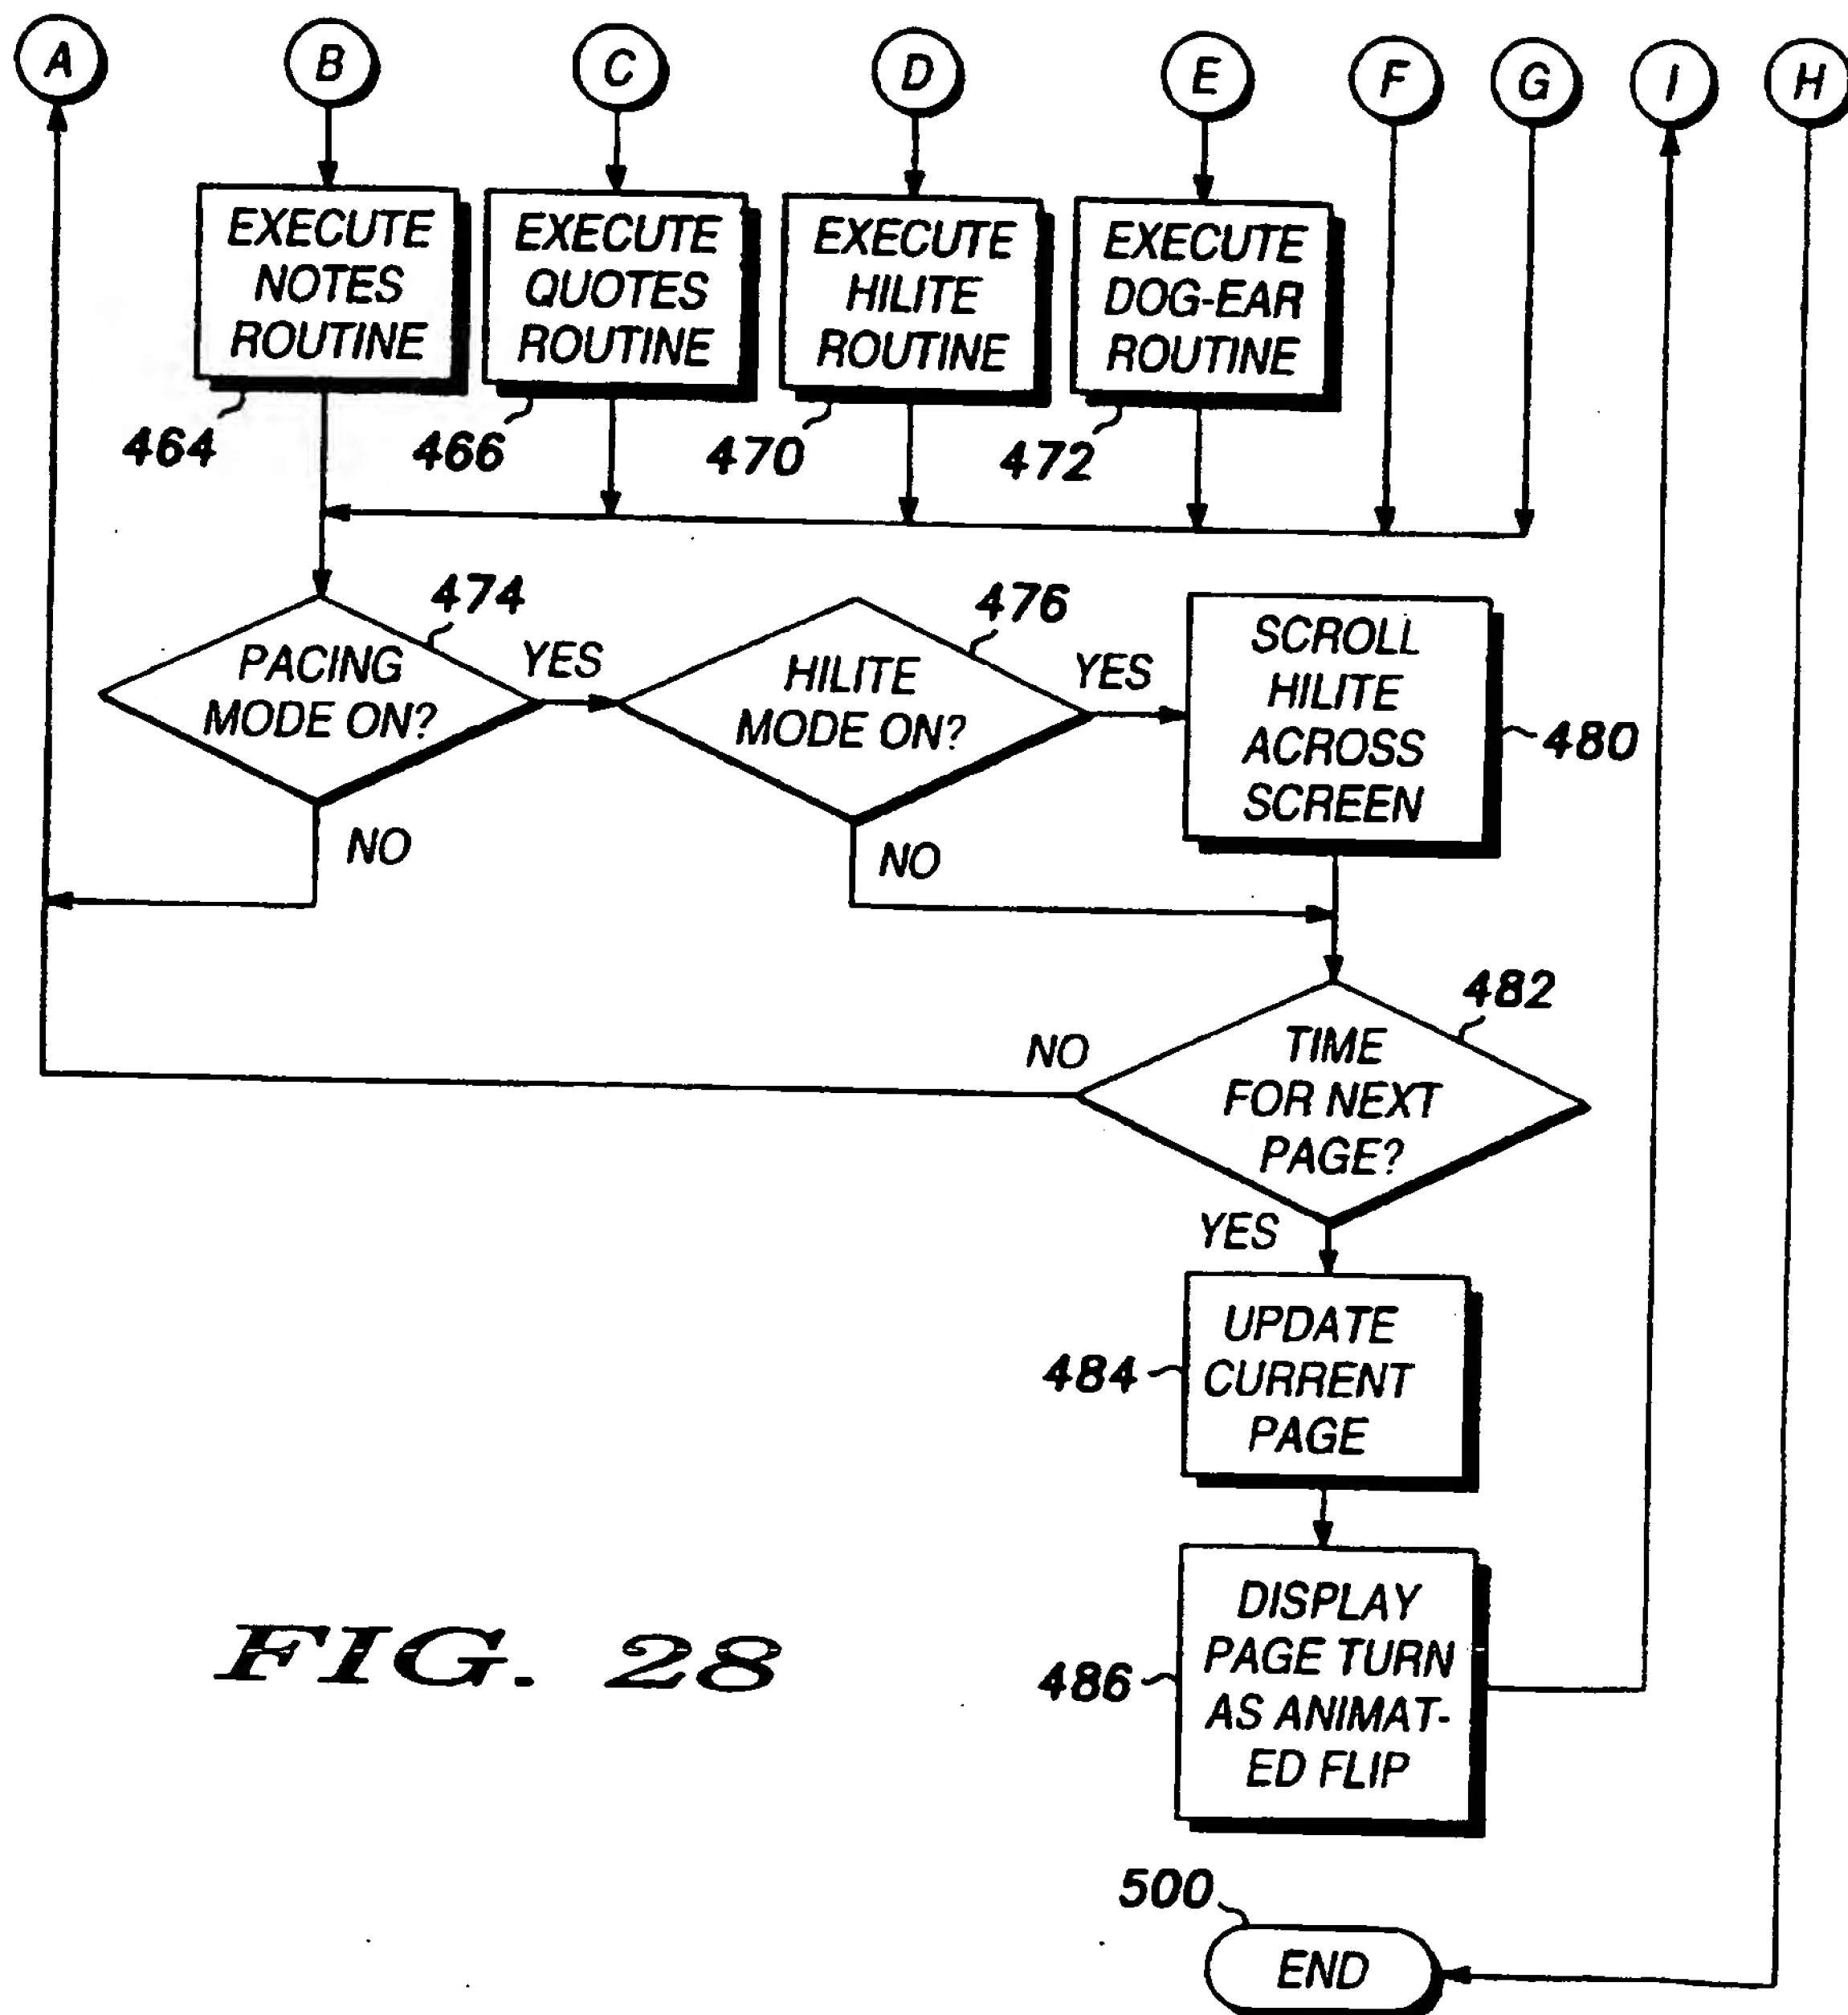 A B C D E F G I H
EXECUTE
NOTES
ROUTINE
464
EXECUTE
QUOTES
ROUTINE
466
EXECUTE
HILITE
ROUTINE
470
EXECUTE
DOG-EAR
ROUTINE
472
PACING
MODE ON?
474
YES
NO
HILITE
MODE ON?
476
YES
NO
SCROLL
HILITE
ACROSS
SCREEN
480
TIME
FOR NEXT
PAGE?
482
NO
YES
UPDATE
CURRENT
PAGE
484
DISPLAY
PAGE TURN
AS ANIMAT-
ED FLIP
486
FIG. 28
500
END